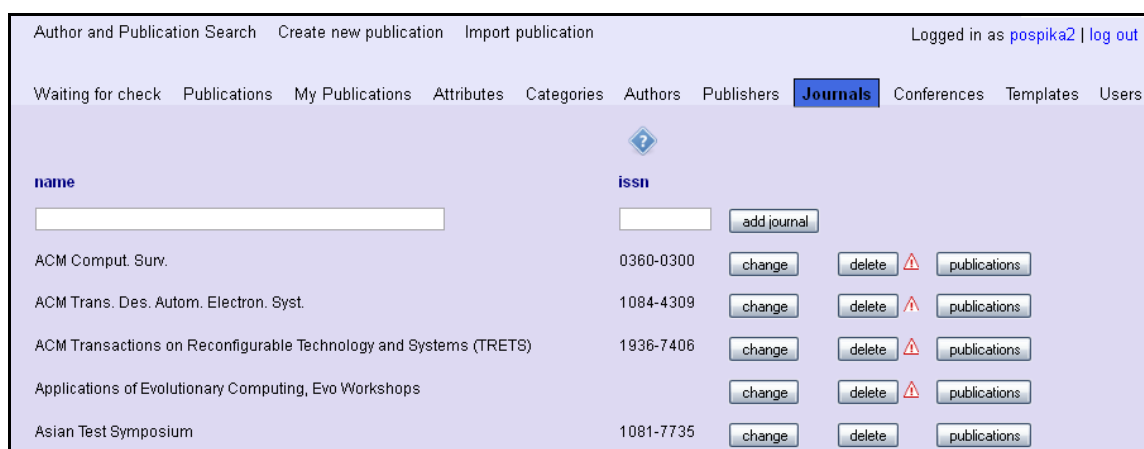 Author and Publication Search Create new publication Import publication Logged in as pospika2 | log out
Waiting for check Publications My Publications Attributes Categories Authors Publishers Journals Conferences Templates Users
?
name issn
add journal
ACM Comput. Surv. 0360-0300 change delete publications
ACM Trans. Des. Autom. Electron. Syst. 1084-4309 change delete publications
ACM Transactions on Reconfigurable Technology and Systems (TRETS) 1936-7406 change delete publications
Applications of Evolutionary Computing, Evo Workshops change delete publications
Asian Test Symposium 1081-7735 change delete publications